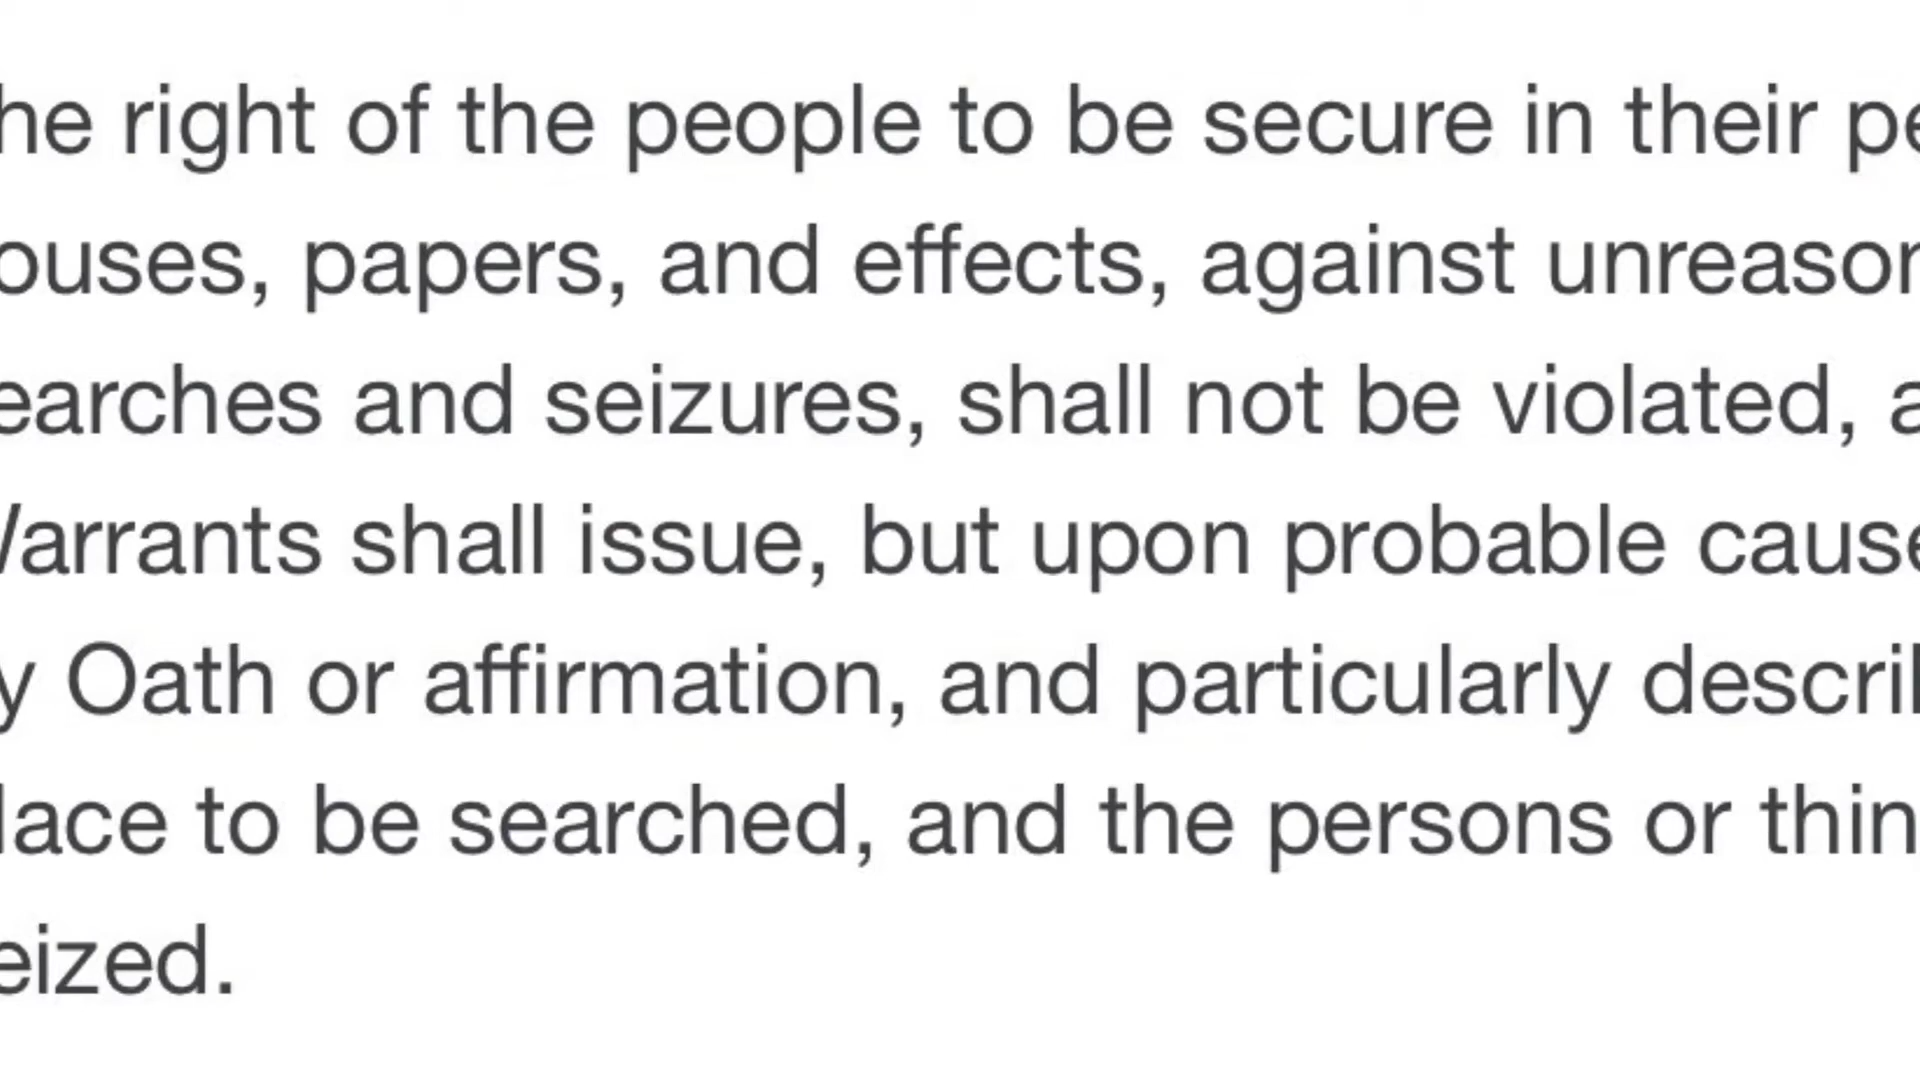 he right of the people to be secure in their pe
ouses, papers, and effects, against unreason
earches and seizures, shall not be violated, a
Warrants shall issue, but upon probable cause
y Oath or affirmation, and particularly describ
lace to be searched, and the persons or thin
eized.